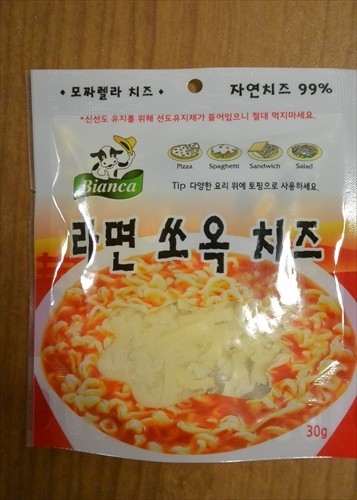 • 모짜렐라 치즈 •
자연치즈 99%
*신선도 유지를 위해 선도유지제가 들어있으니 절대 먹지마세요.
Bianca
Pizza Spaghetti Sandwich Salad
Tip 다양한 요리 위에 토핑으로 사용하세요
라면 쏘옥 치즈
30g